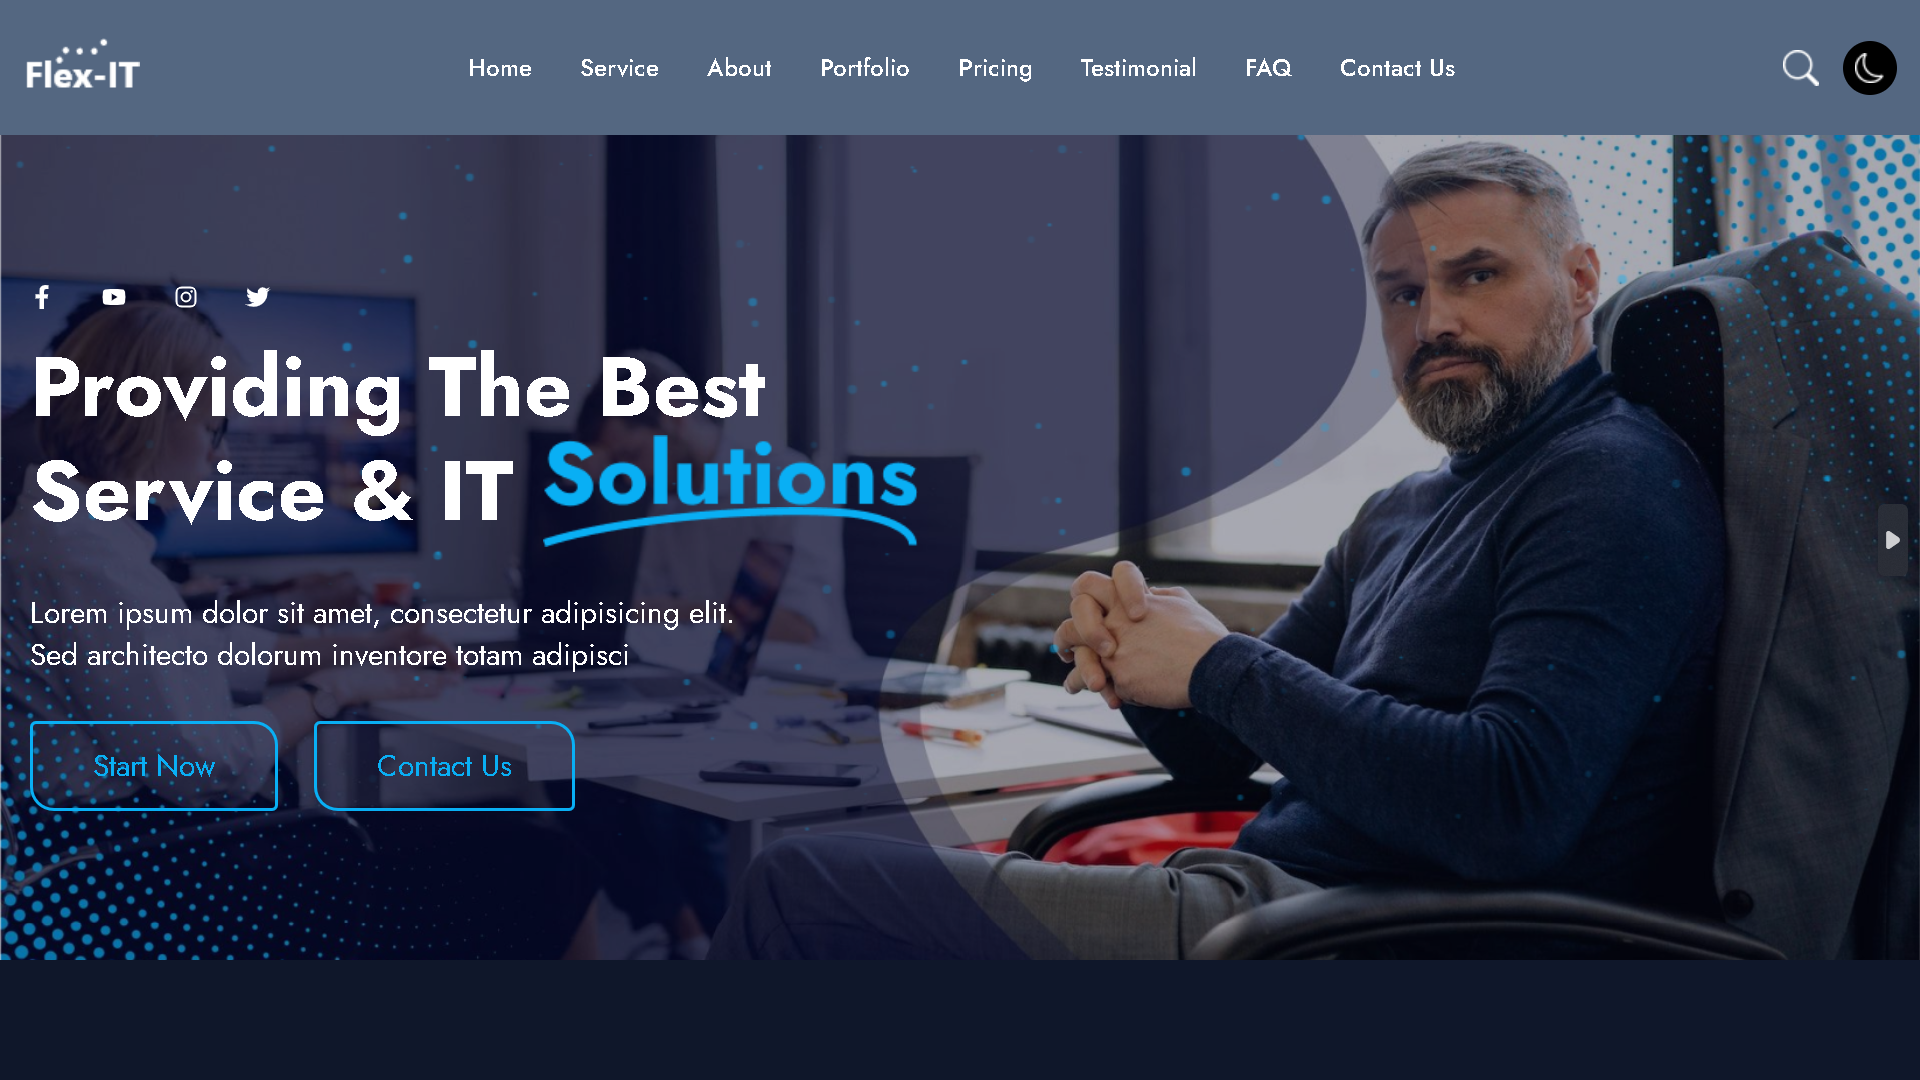 Flex-IT
Home Service About Portfolio Pricing Testimonial FAQ Contact Us
Providing The Best
Service & IT Solutions
Lorem ipsum dolor sit amet, consectetur adipisicing elit.
Sed architecto dolorum inventore totam adipisci
Start Now Contact Us